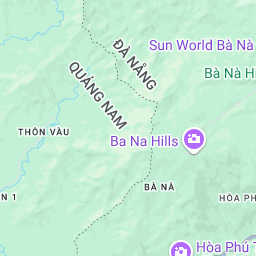 ĐÀ NẴNG
Sun World Bà Nà
Bà Nà H
QUẢNG NAM
THÔN VÀU
Ba Na Hills
BÀ NÀ
N 1
HÒA PH
Hòa Phú T